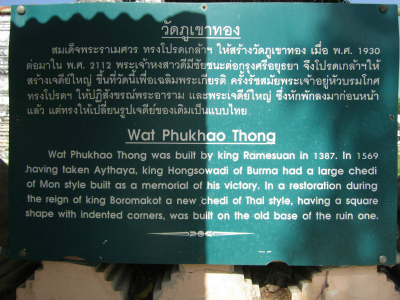 วัดภูเขาทอง
สมเด็จพระราเมศวร ทรงโปรดเกล้าฯ ให้สร้างวัดภูเขาทอง เมื่อ พ.ศ. 1930
ต่อมาใน พ.ศ. 2112 พระเจ้าหงสาวดีมีชัยชนะต่อกรุงศรีอยุธยา จึงโปรดเกล้าฯให้
สร้างเจดีย์ใหญ่ ขึ้นที่วัดนี้เพื่อเฉลิมพระเกียรติ ครั้งรัชสมัยพระเจ้าอยู่หัวบรมโกศ
ทรงโปรดฯ ให้ปฏิสังขรณ์พระอาราม และพระเจดีย์ใหญ่ ซึ่งหักพังลงมาก่อนหน้า
แล้ว แต่ทรงให้เปลี่ยนรูปเจดีย์ของเดิมเป็นแบบไทย
Wat Phukhao Thong
Wat Phukhao Thong was built by king Ramesuan in 1387. In 1569
,having taken Aythaya, king Hongsowadi of Burma had a large chedi
of Mon style built as a memorial of his victory. In a restoration during
the reign of king Boromakot a new chedi of Thai style, having a square
shape with indented corners, was built on the old base of the ruin one.